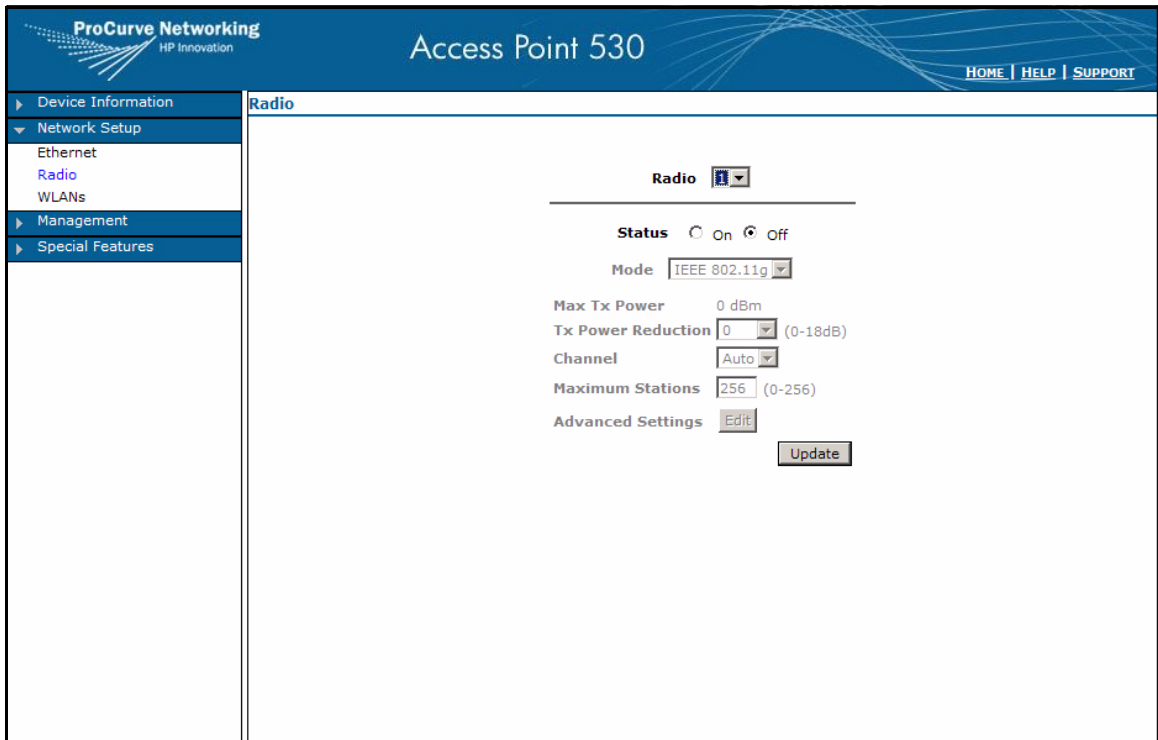 ProCurve Networking
HP Innovation
Access Point 530
HOME | HELP | SUPPORT
Device Information
Network Setup
Ethernet
Radio
WLANs
Management
Special Features
Radio
Radio 1
Status On Off
Mode IEEE 802.11g
Max Tx Power 0 dBm
Tx Power Reduction 0 (0-18dB)
Channel Auto
Maximum Stations 256 (0-256)
Advanced Settings Edit
Update